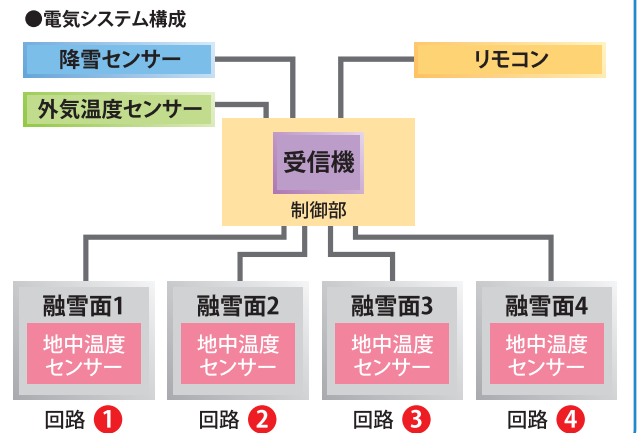 ●電気システム構成
降雪センサー
リモコン
外気温度センサー
受信機
制御部
融雪面1
地中温度
センサー
回路 1
融雪面2
地中温度
センサー
回路 2
融雪面3
地中温度
センサー
回路 3
融雪面4
地中温度
センサー
回路 4